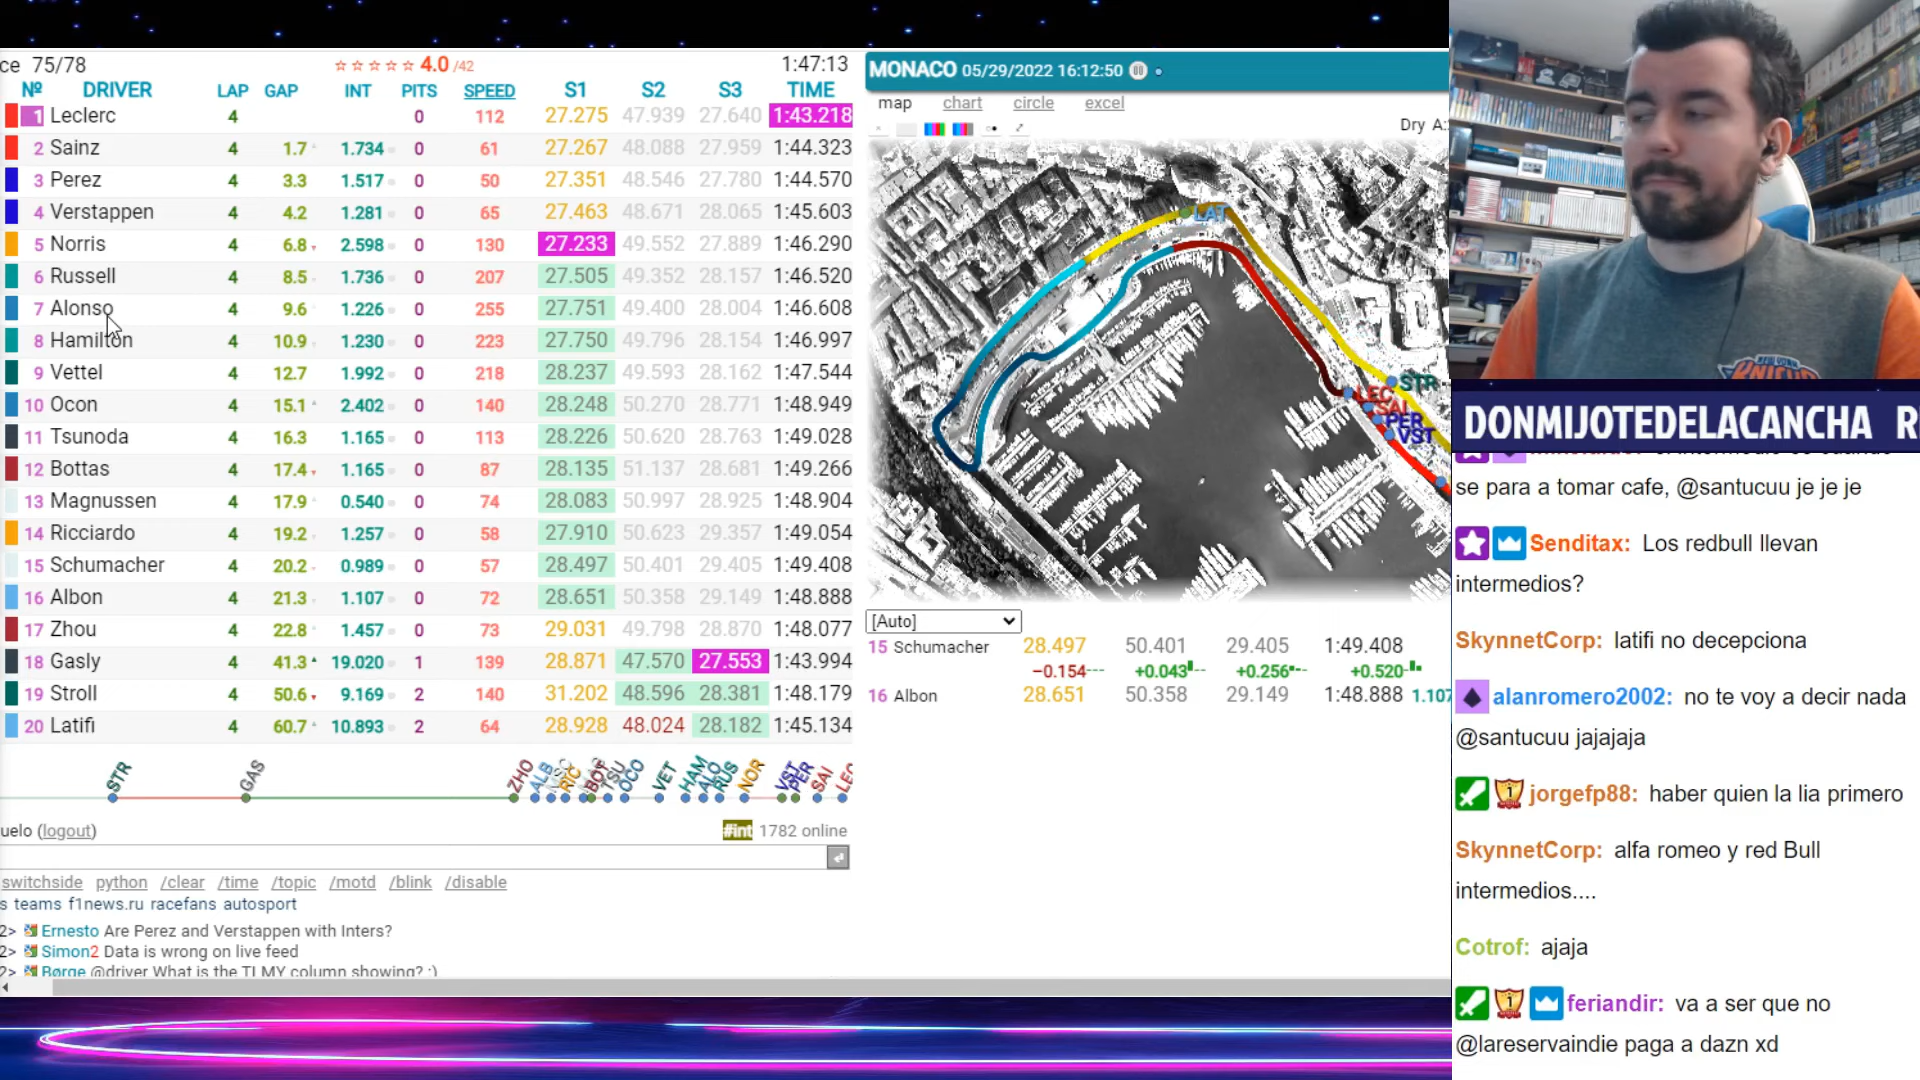 ce 75/78 ☆☆☆☆☆ 4.0 /42 1:47:13
Nº DRIVER LAP GAP INT PITS SPEED S1 S2 S3 TIME
1 Leclerc 4 0 112 27.275 47.939 27.640 1:43.218
2 Sainz 4 1.7 1.734 0 61 27.267 48.088 27.959 1:44.323
3 Perez 4 3.3 1.517 0 50 27.351 48.546 27.780 1:44.570
4 Verstappen 4 4.2 1.281 0 65 27.463 48.671 28.065 1:45.603
5 Norris 4 6.8 2.598 0 130 27.233 49.552 27.889 1:46.290
6 Russell 4 8.5 1.736 0 207 27.505 49.352 28.157 1:46.520
7 Alonso 4 9.6 1.226 0 255 27.751 49.400 28.004 1:46.608
8 Hamilton 4 10.9 1.230 0 223 27.750 49.796 28.154 1:46.997
9 Vettel 4 12.7 1.992 0 218 28.237 49.593 28.162 1:47.544
10 Ocon 4 15.1 2.402 0 140 28.248 50.270 28.771 1:48.949
11 Tsunoda 4 16.3 1.165 0 113 28.226 50.620 28.763 1:49.028
12 Bottas 4 17.4 1.165 0 87 28.135 51.137 28.681 1:49.266
13 Magnussen 4 17.9 0.540 0 74 28.083 50.997 28.925 1:48.904
14 Ricciardo 4 19.2 1.257 0 58 27.910 50.623 29.357 1:49.054
15 Schumacher 4 20.2 0.989 0 57 28.497 50.401 29.405 1:49.408
16 Albon 4 21.3 1.107 0 72 28.651 50.358 29.149 1:48.888
17 Zhou 4 22.8 1.457 0 73 29.031 49.798 28.870 1:48.077
18 Gasly 4 41.3 19.020 1 139 28.871 47.570 27.553 1:43.994
19 Stroll 4 50.6 9.169 2 140 31.202 48.596 28.381 1:48.179
20 Latifi 4 60.7 10.893 2 64 28.928 48.024 28.182 1:45.134
STR GAS ZHO ALB RIC BOT TSU OCO VET HAM ALO RUS NOR VST PER SAI LEC
uelo (logout) #int 1782 online
switchside python /clear /time /topic /motd /blink /disable
s teams f1news.ru racefans autosport
2> Ernesto Are Perez and Verstappen with Inters?
2> Simon2 Data is wrong on live feed
2> Børge @driver What is the TLMY column showing? :)
MONACO 05/29/2022 16:12:50
map chart circle excel
Dry A:
LAT
STR
LEC
SAI
PER
VST
[Auto]
15 Schumacher 28.497 50.401 29.405 1:49.408
−0.154 +0.043 +0.256 +0.520
16 Albon 28.651 50.358 29.149 1:48.888 1.107
KNICKS
DONMIJOTEDELACANCHA R
se para a tomar cafe, @santucuu je je je
Senditax: Los redbull llevan
intermedios?
SkynnetCorp: latifi no decepciona
alanromero2002: no te voy a decir nada
@santucuu jajajaja
jorgefp88: haber quien la lia primero
SkynnetCorp: alfa romeo y red Bull
intermedios....
Cotrof: ajaja
feriandir: va a ser que no
@lareservaindie paga a dazn xd